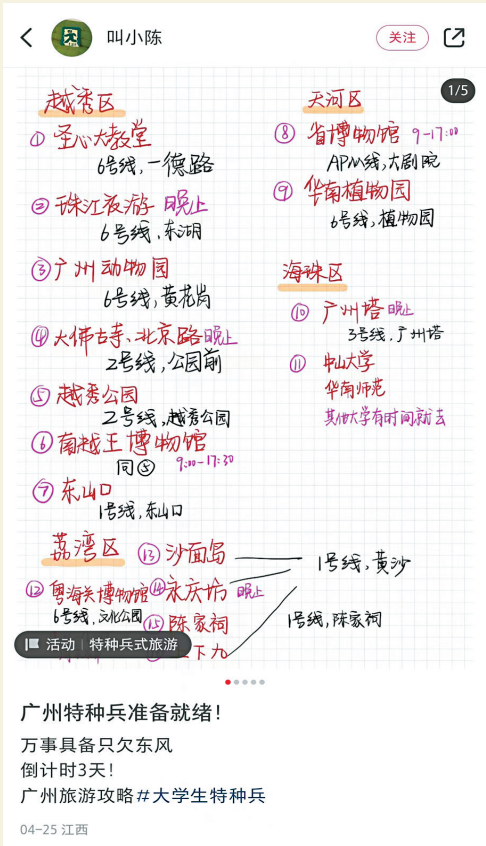 叫小陈
关注
1/5
越秀区
① 圣心大教堂
6号线,一德路
② 珠江夜游 晚上
6号线、东湖
③ 广州动物园
6号线,黄花岗
④ 大佛古寺、北京路晚上
2号线,公园前
⑤ 越秀公园
2号线,越秀公园
⑥ 南越王博物馆
同⑤ 9:00-17:30
⑦ 东山口
1号线,东山口
天河区
⑧ 省博物馆 9-17:00
APM线,大剧院
⑨ 华南植物园
6号线,植物园
海珠区
⑩ 广州塔 晚上
3号线,广州塔
⑪ 中山大学
华南师范
其他大学有时间就去
荔湾区
⑫ 粤海关博物馆
6号线,文化公园
⑬ 沙面岛
⑭ 永庆坊 晚上
⑮ 陈家祠
下九
1号线,黄沙
1号线,陈家祠
活动 | 特种兵式旅游
广州特种兵准备就绪!
万事具备只欠东风
倒计时3天!
广州旅游攻略#大学生特种兵
04-25 江西